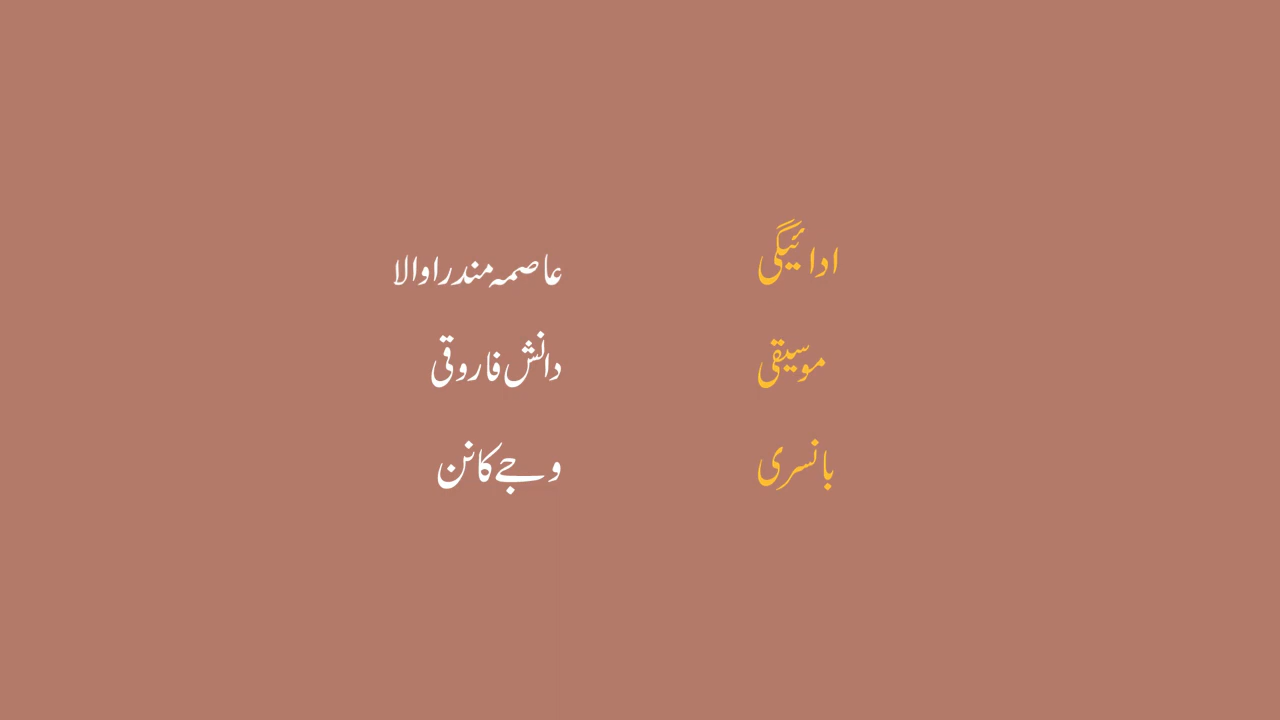 ادائیگی عاصمہ مندراوالا
موسیقی دانش فاروقی
بانسری وجے کانن